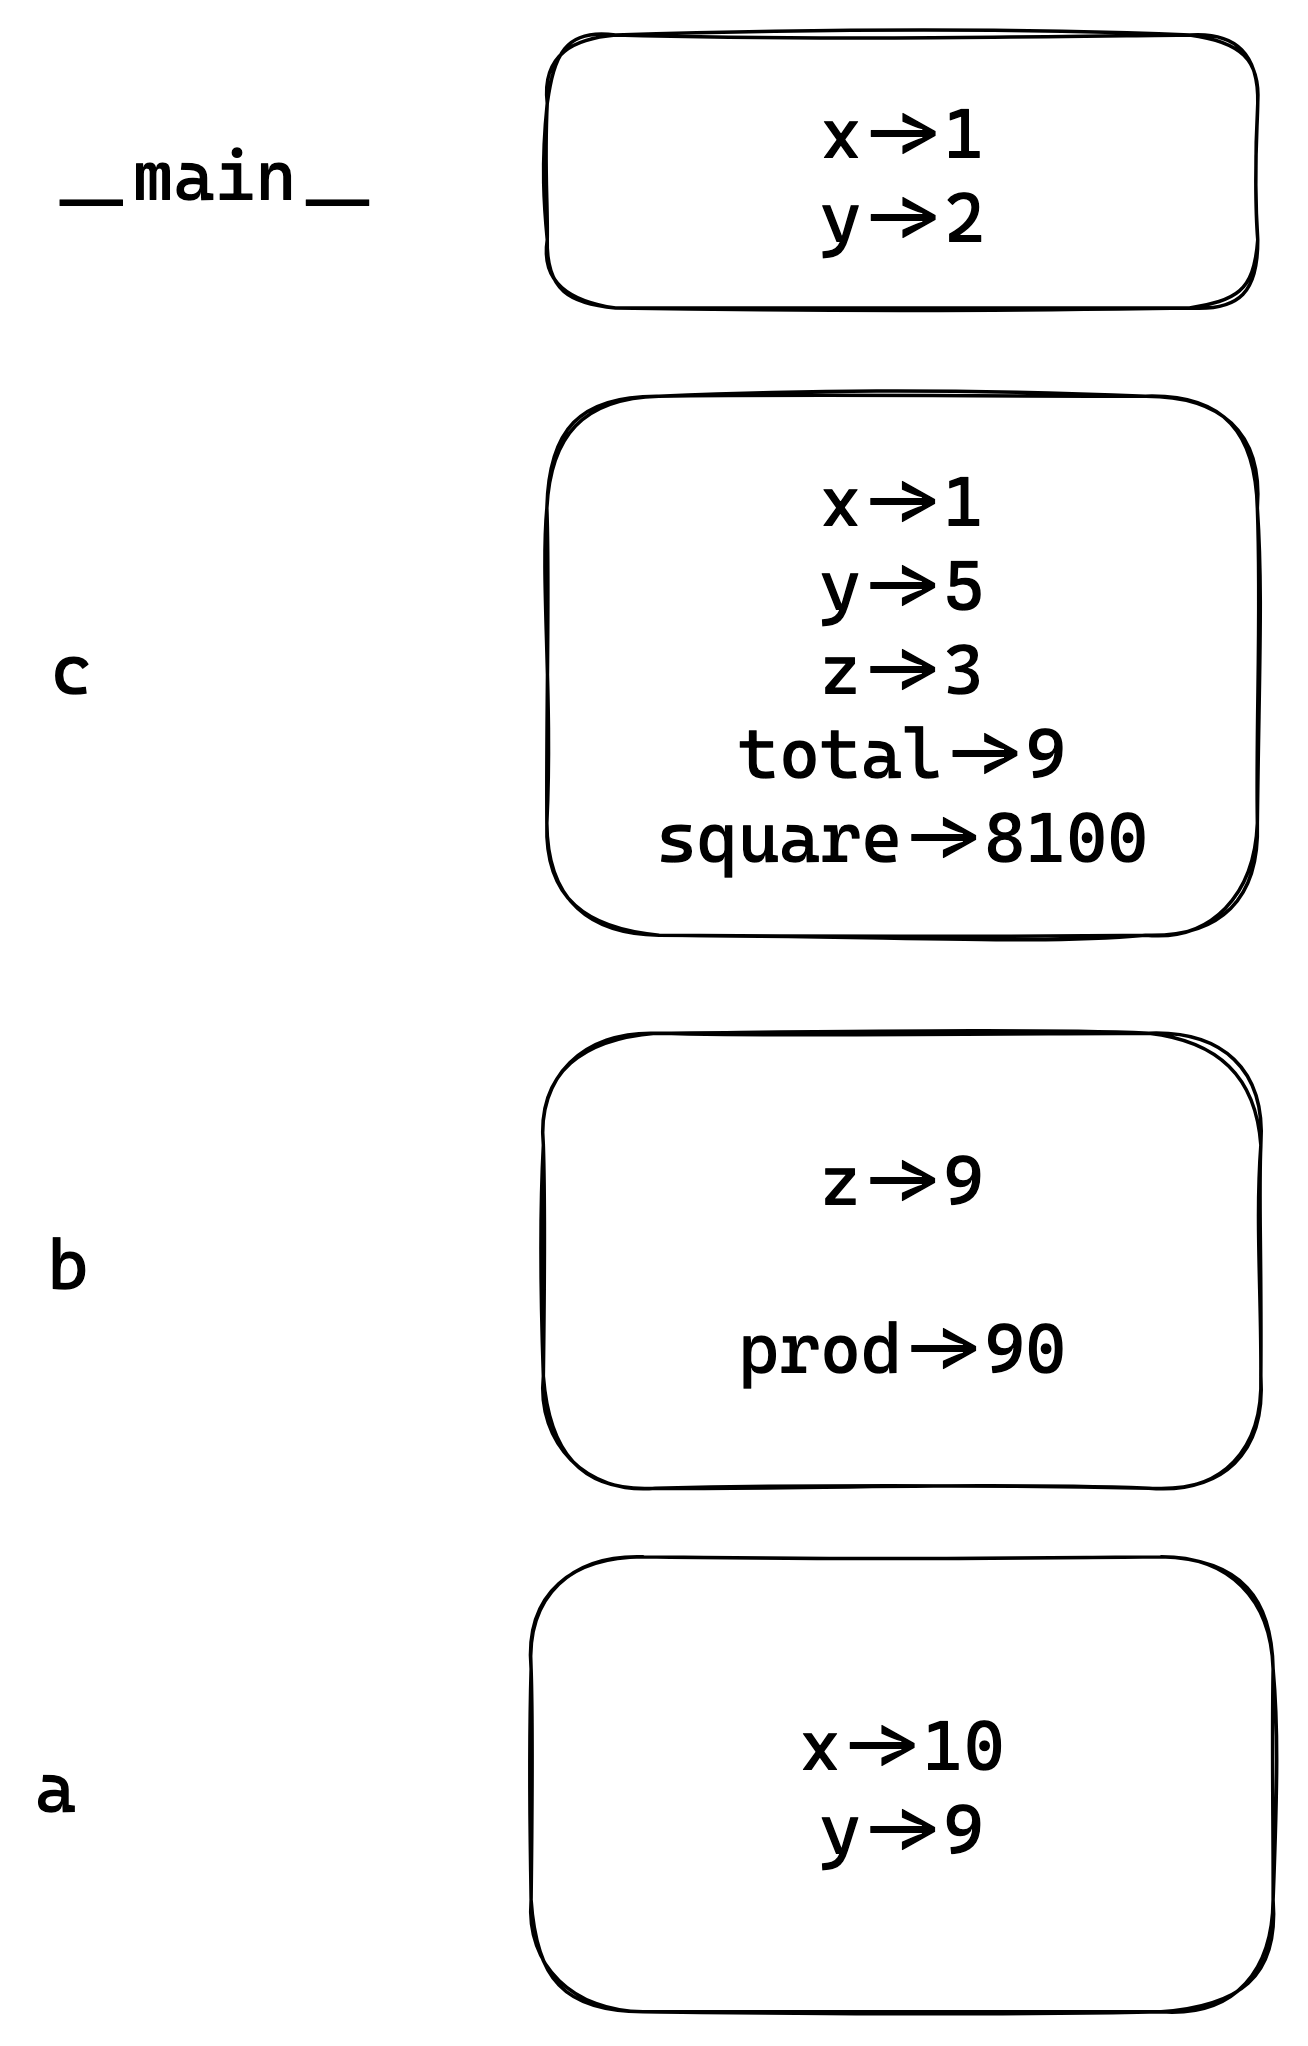 __main__
x->1
y->2
c
x->1
y->5
z->3
total->9
square->8100
b
z->9
prod->90
a
x->10
y->9